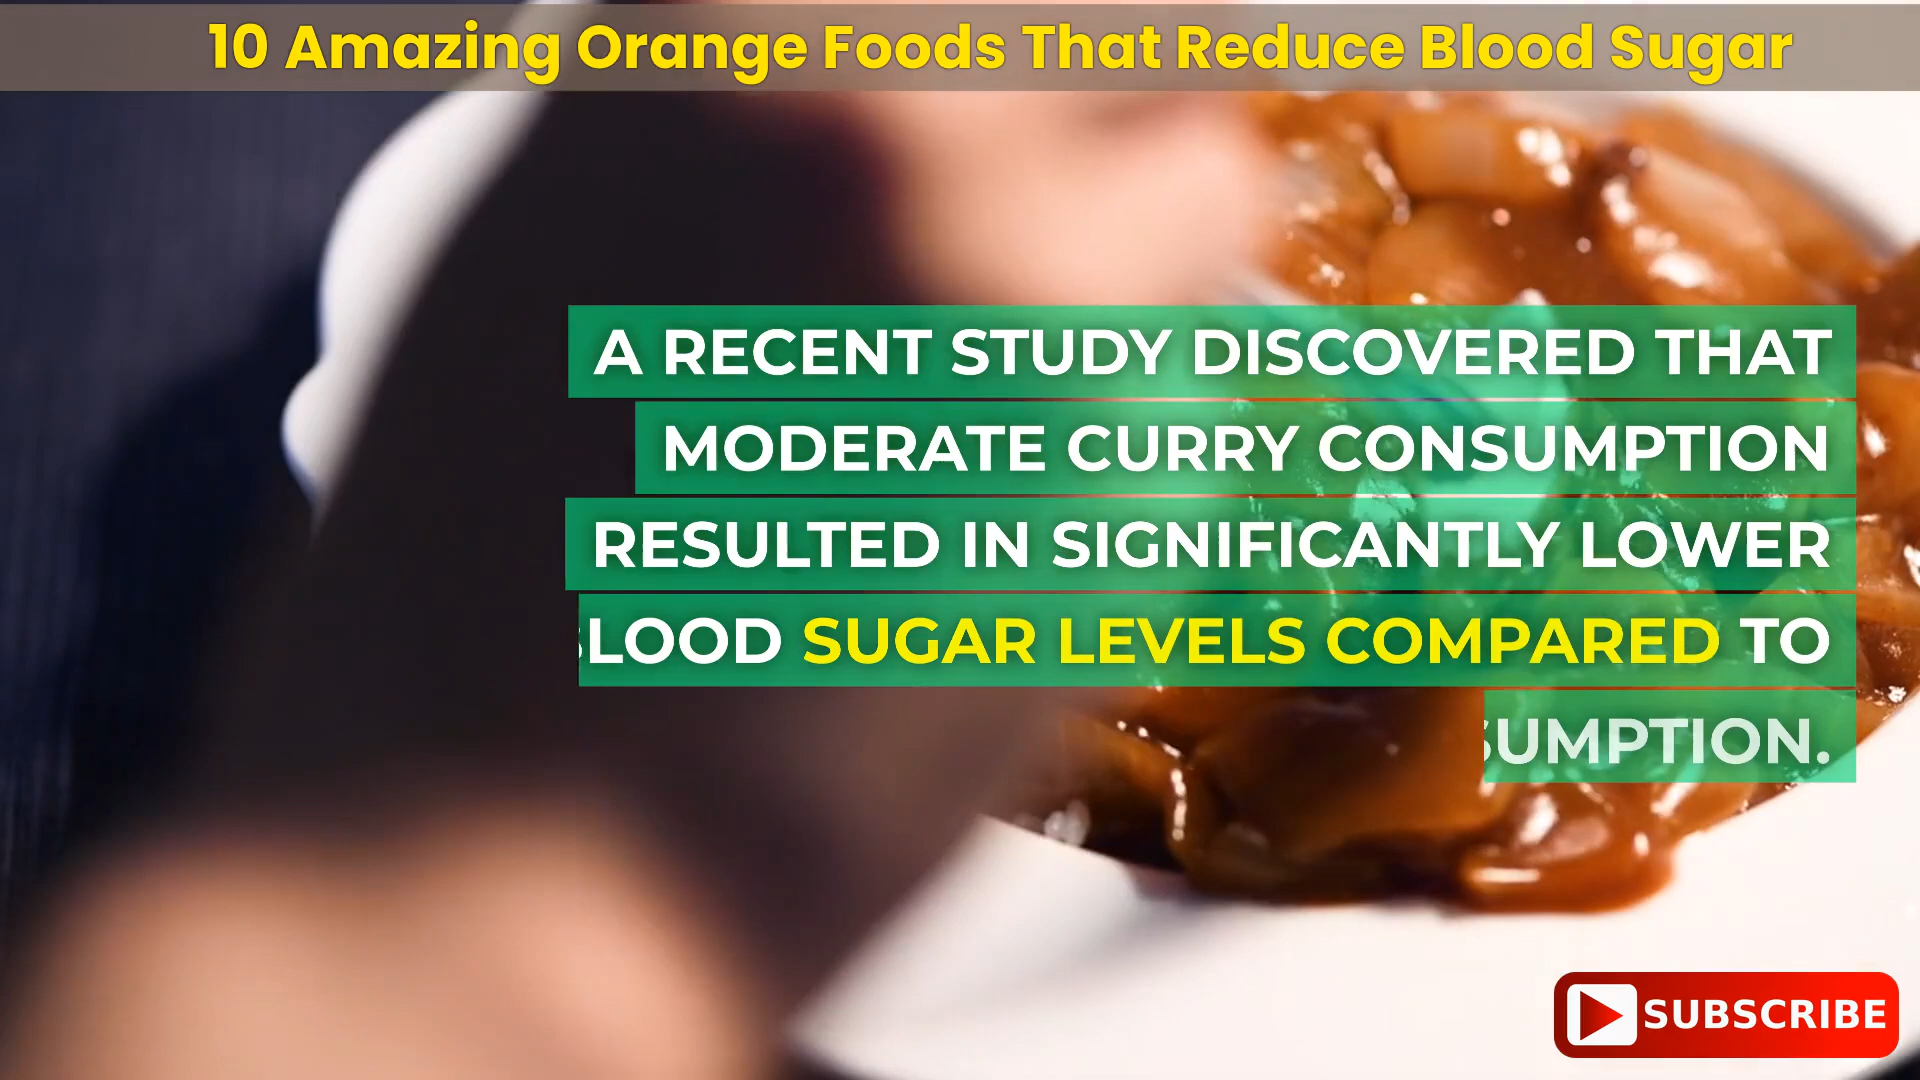 10 Amazing Orange Foods That Reduce Blood Sugar
A RECENT STUDY DISCOVERED THAT
MODERATE CURRY CONSUMPTION
RESULTED IN SIGNIFICANTLY LOWER
LOOD SUGAR LEVELS COMPARED TO
SUMPTION.
SUBSCRIBE